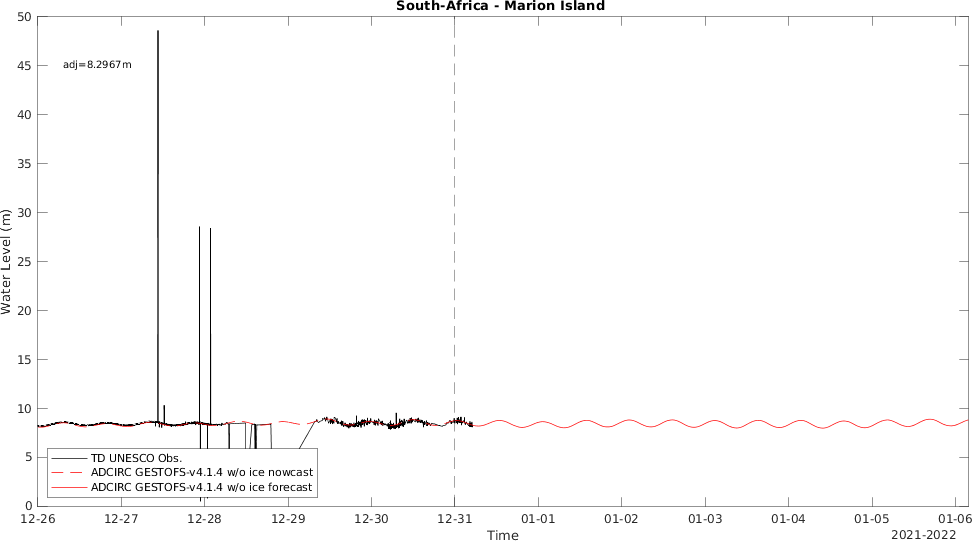 South-Africa - Marion Island
50
45
40
35
30
25
20
15
10
5
0
adj=8.2967m
Water Level (m)
TD UNESCO Obs.
ADCIRC GESTOFS-v4.1.4 w/o ice nowcast
ADCIRC GESTOFS-v4.1.4 w/o ice forecast
12-26 12-27 12-28 12-29 12-30 12-31 01-01 01-02 01-03 01-04 01-05 01-06
Time
2021-2022